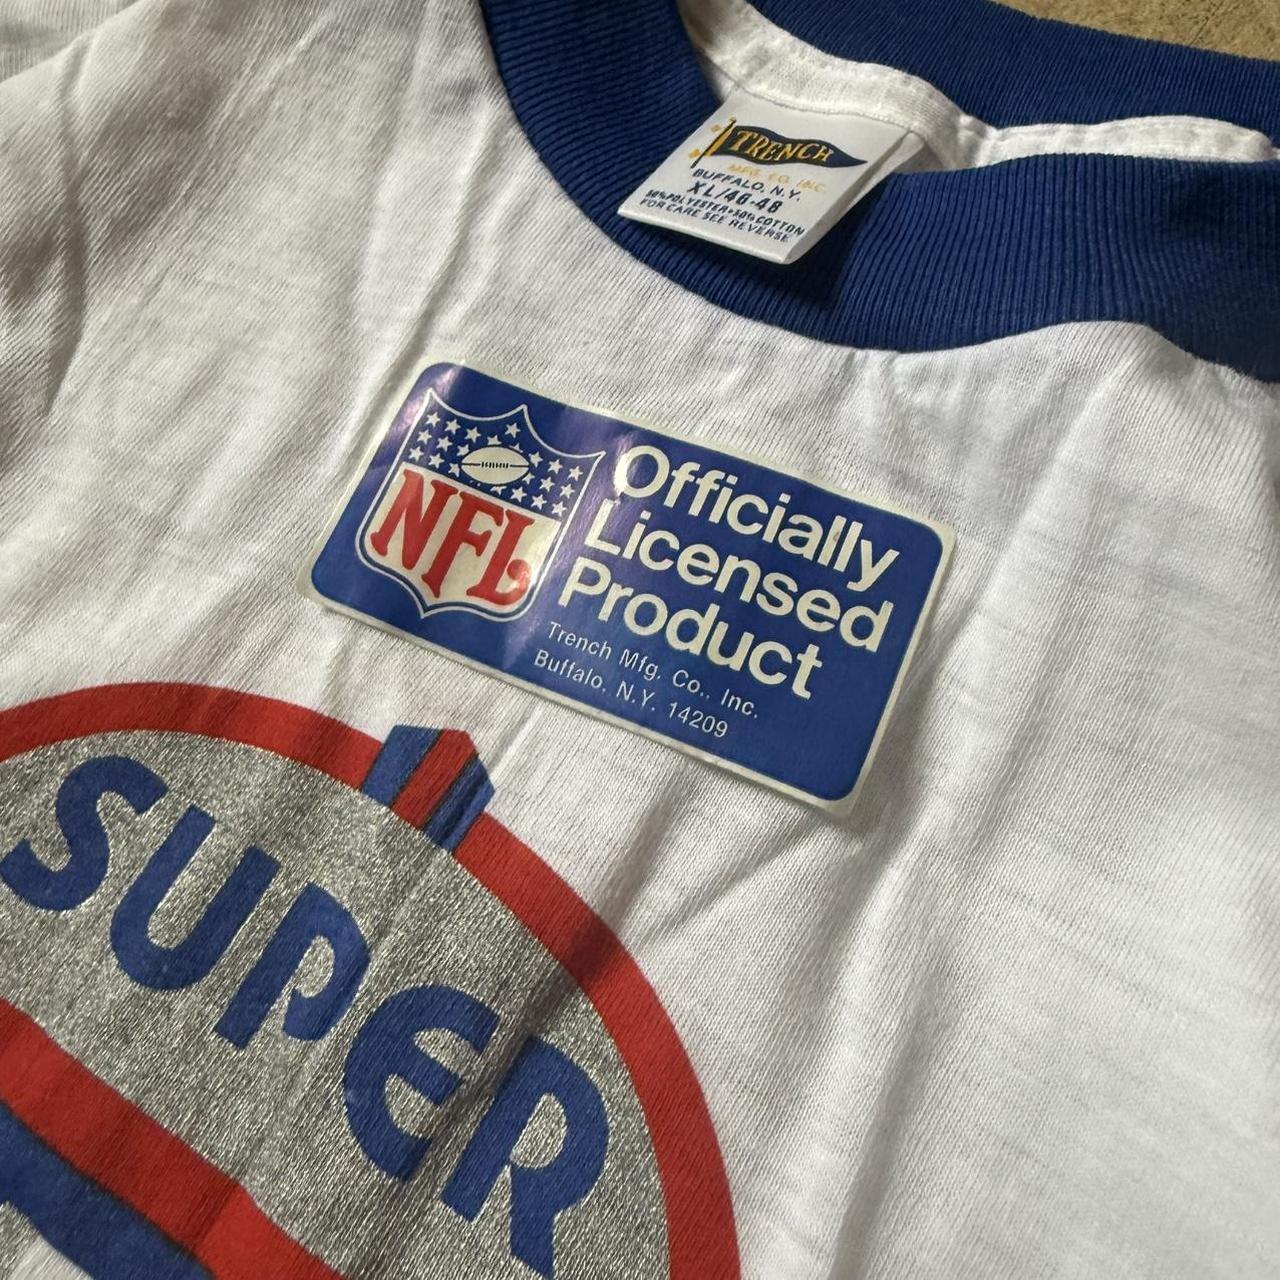 TRENCH
MFG. CO. INC.
BUFFALO, N.Y.
XL/46-48
50%POLYESTER•50% COTTON
FOR CARE SEE REVERSE
NFL
Officially
Licensed
Product
Trench Mfg. Co., Inc.
Buffalo, N.Y. 14209
SUPER